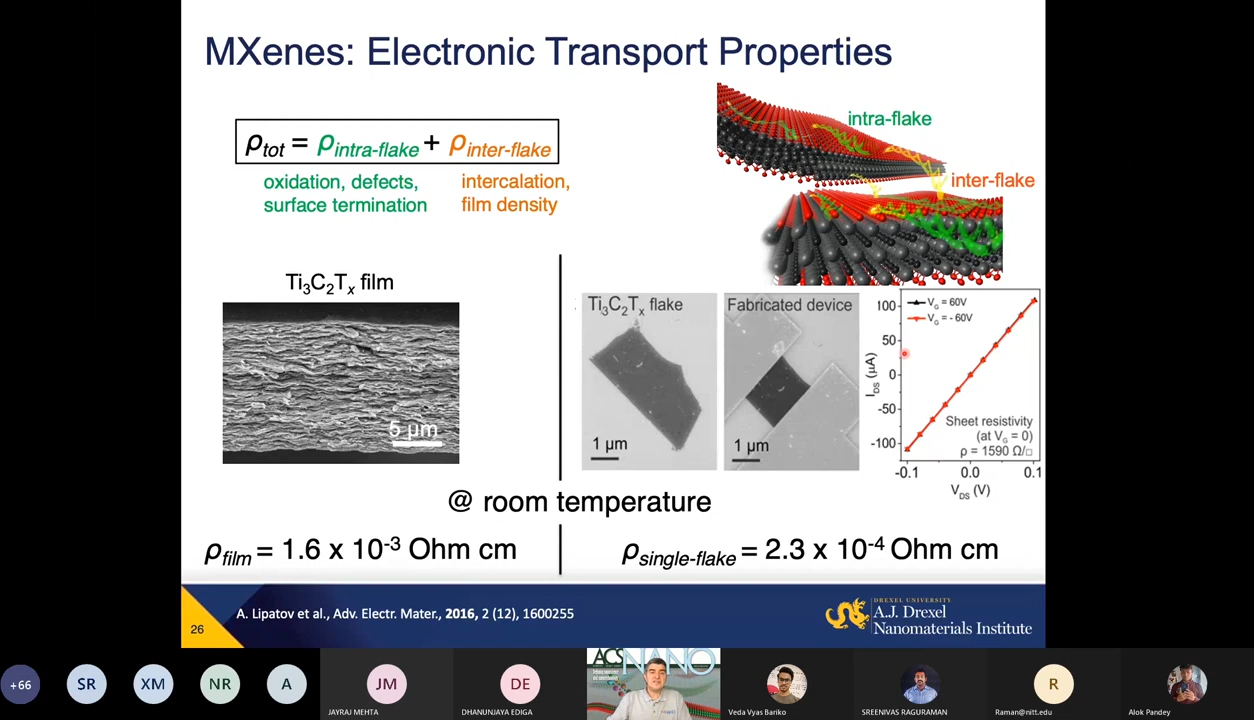 MXenes: Electronic Transport Properties
ρtot = ρintra-flake + ρinter-flake
oxidation, defects,
surface termination
intercalation,
film density
intra-flake
inter-flake
Ti3C2Tx film
5 μm
Ti3C2Tx flake
1 μm
Fabricated device
1 μm
VG = 60V
VG = - 60V
100
50
0
-50
-100
IDS (μA)
Sheet resistivity
(at VG = 0)
ρ = 1590 Ω/□
-0.1 0.0 0.1
VDS (V)
@ room temperature
ρfilm = 1.6 x 10-3 Ohm cm
ρsingle-flake = 2.3 x 10-4 Ohm cm
26
A. Lipatov et al., Adv. Electr. Mater., 2016, 2 (12), 1600255
DREXEL UNIVERSITY
A.J. Drexel
Nanomaterials Institute
+66
SR
XM
NR
A
JM
JAYRAJ MEHTA
DE
DHANUNJAYA EDIGA
ACS NANO
Veda Vyas Bariko
SREENIVAS RAGURAMAN
R
Raman@nitt.edu
Alok Pandey